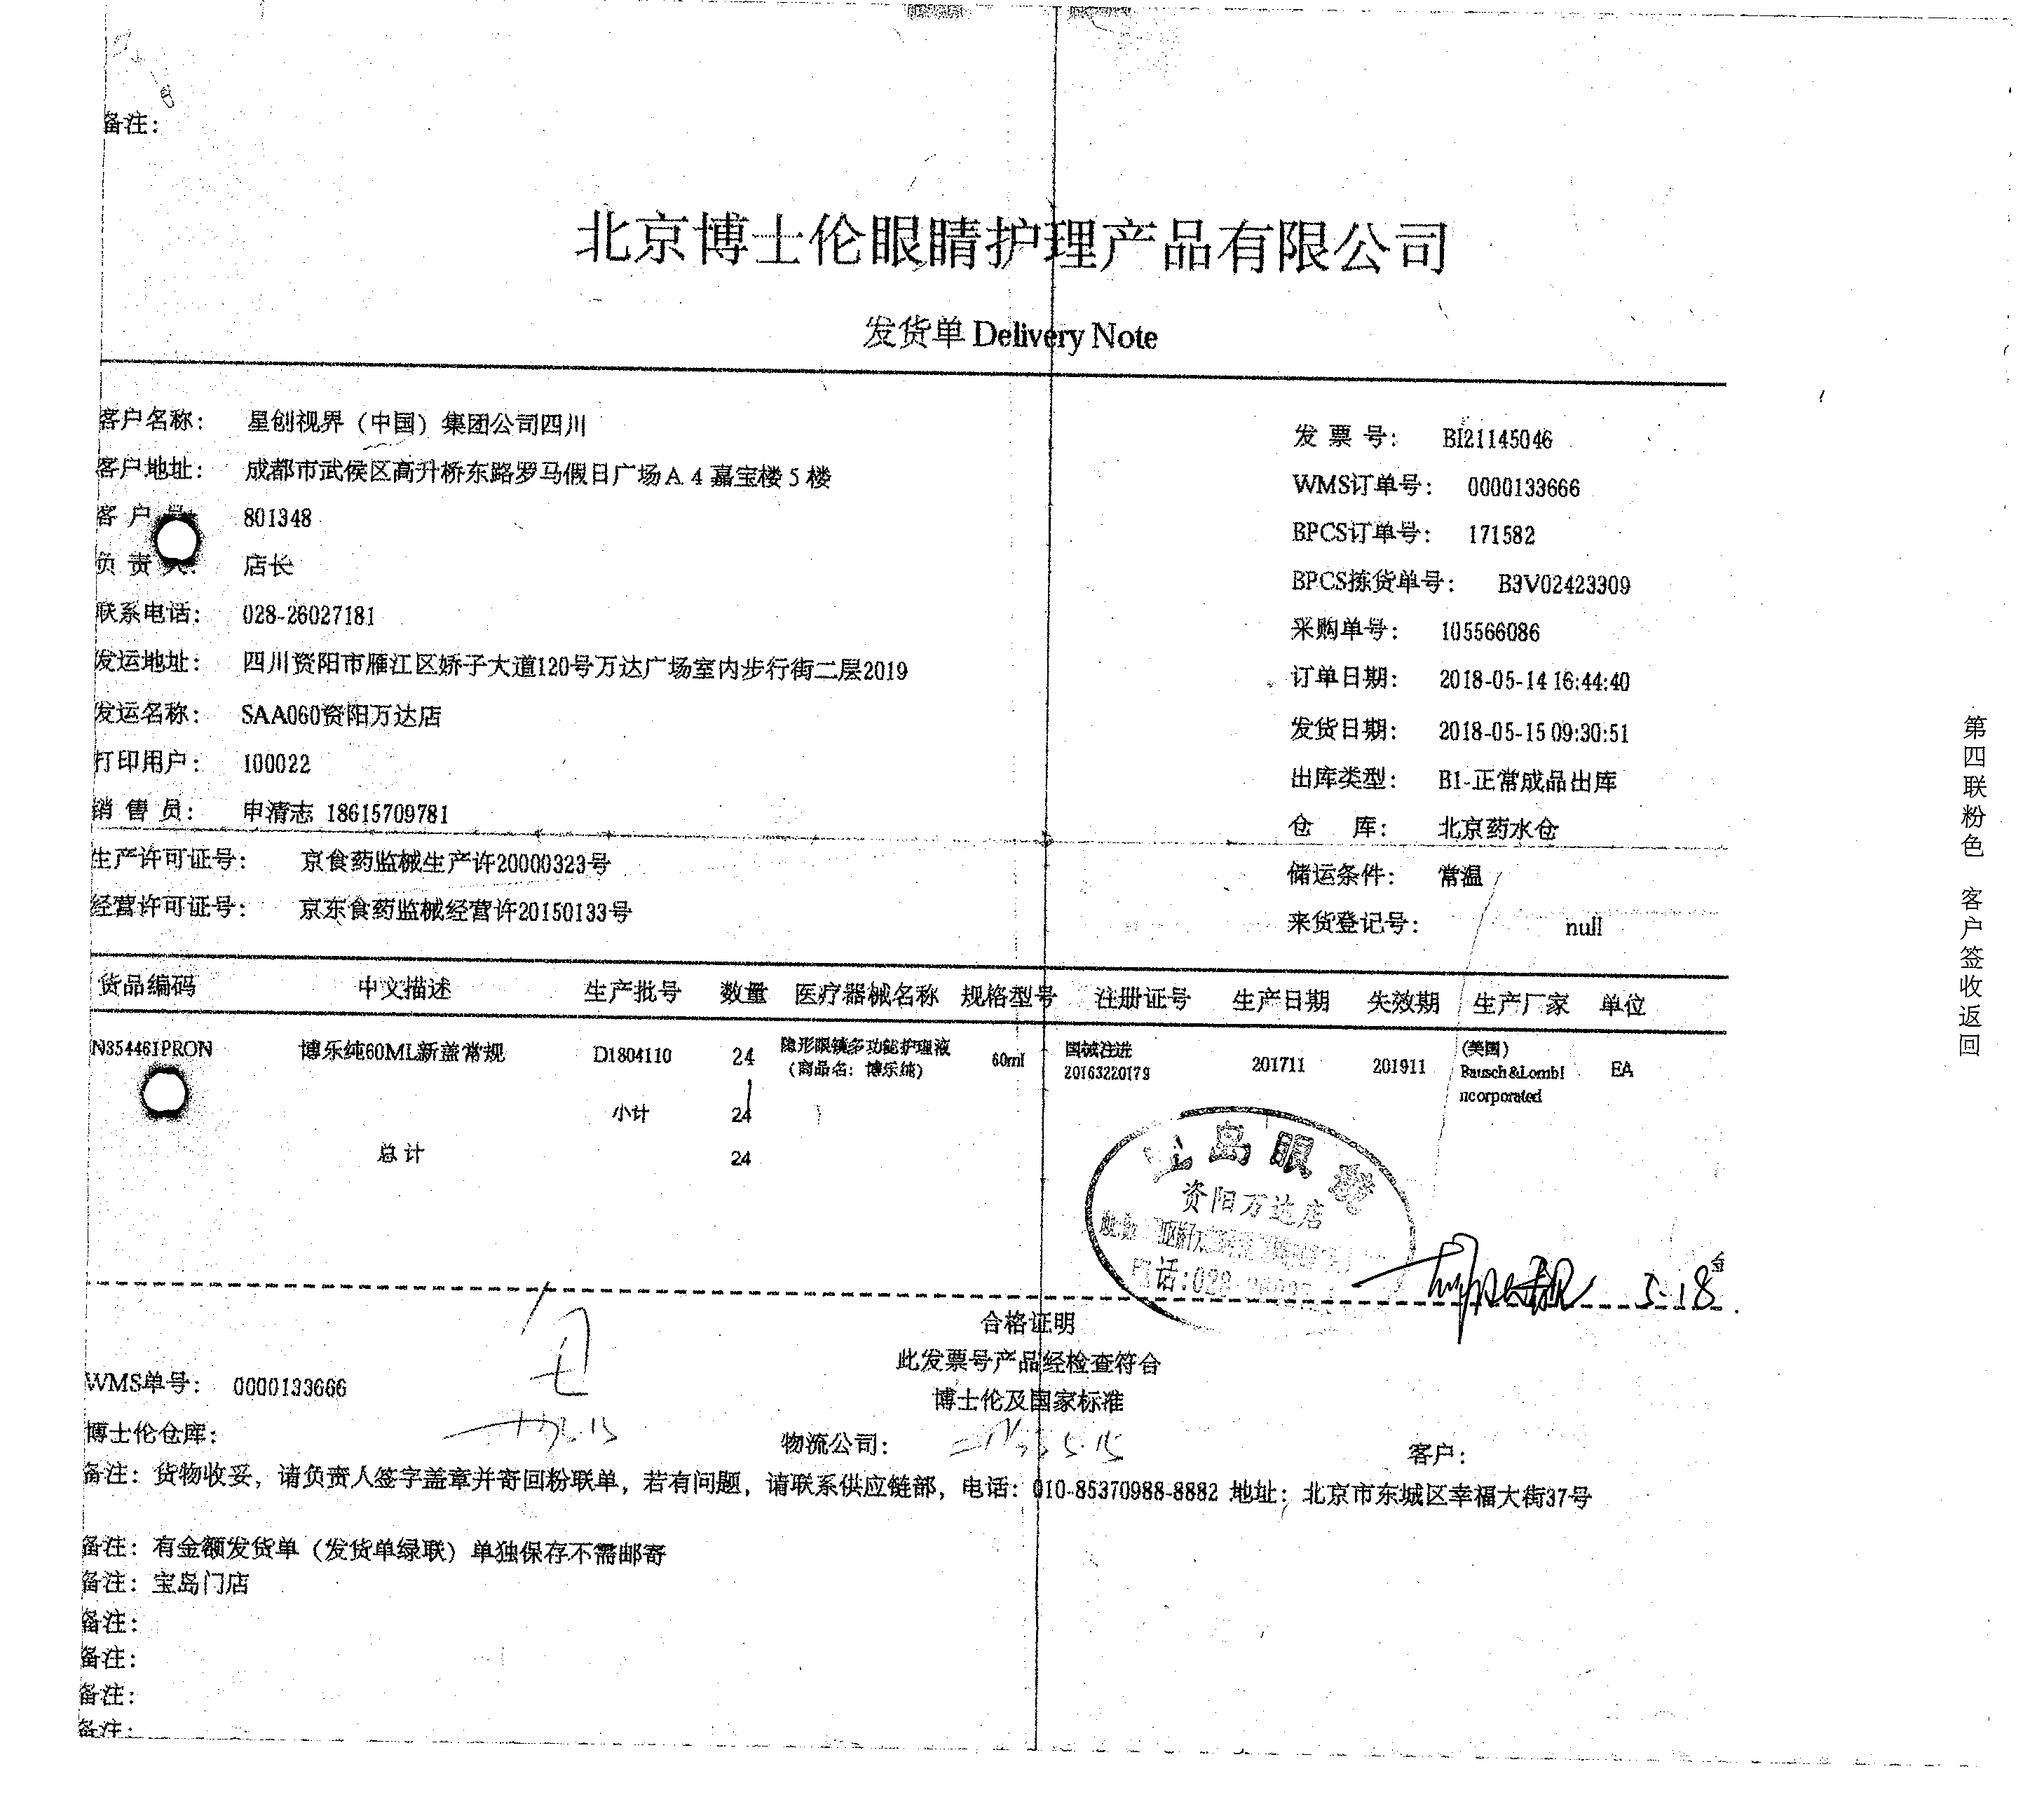 备注：
北京博士伦眼睛护理产品有限公司
发货单 Delivery Note
客户名称： 星创视界（中国）集团公司四川
客户地址： 成都市武侯区高升桥东路罗马假日广场A 4 嘉宝楼 5 楼
客 户 号： 801348
负 责 人： 店长
联系电话： 028-26027181
发运地址： 四川资阳市雁江区娇子大道120号万达广场室内步行街二层2019
发运名称： SAA060资阳万达店
打印用户： 100022
销 售 员： 申清志 18615709781
生产许可证号： 京食药监械生产许20000323号
经营许可证号： 京东食药监械经营许20150133号
发 票 号： BI21145046
WMS订单号： 0000133666
BPCS订单号： 171582
BPCS拣货单号： B3V02423309
采购单号： 105566086
订单日期： 2018-05-14 16:44:40
发货日期： 2018-05-15 09:30:51
出库类型： B1-正常成品出库
仓 库： 北京药水仓
储运条件： 常温
来货登记号： null
货品编码 中文描述 生产批号 数量 医疗器械名称 规格型号 注册证号 生产日期 失效期 生产厂家 单位
N35446IPRON 博乐纯60ML新盖常规 D1804110 24 隐形眼镜多功能护理液（商品名：博乐纯） 60ml 国械注进20163220179 201711 201911 （美国）Bausch&Lomb Incorporated EA
小计 24
总计 24
宝岛眼镜
资阳万达店
电话:028-
5.18
合格证明
此发票号产品经检查符合
博士伦及国家标准
WMS单号： 0000133666
博士伦仓库： 物流公司： 5.15 客户：
备注：货物收妥，请负责人签字盖章并寄回粉联单，若有问题，请联系供应链部，电话：010-85370988-8882 地址：北京市东城区幸福大街37号
备注：有金额发货单（发货单绿联）单独保存不需邮寄
备注：宝岛门店
备注：
备注：
备注：
备注：
第四联粉色 客户签收返回